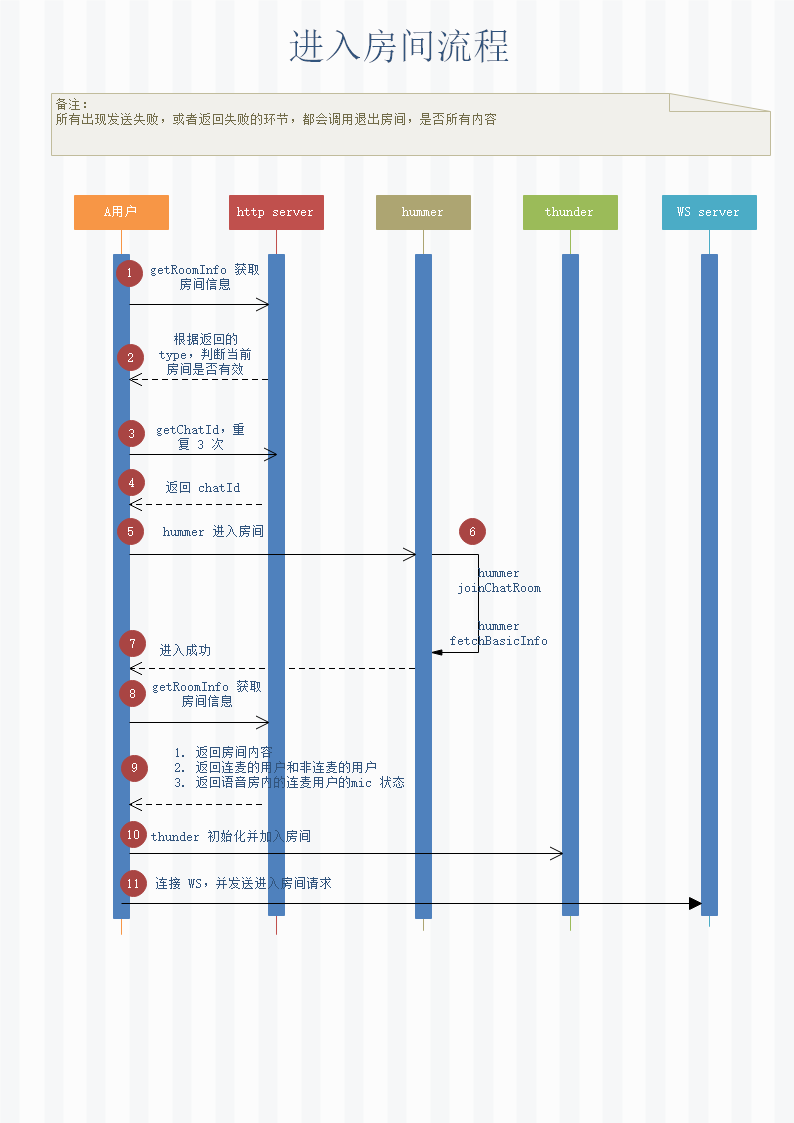 进入房间流程
备注:
所有出现发送失败，或者返回失败的环节，都会调用退出房间，是否所有内容
A用户
http server
hummer
thunder
WS server
1
getRoomInfo 获取
房间信息
2
根据返回的
type，判断当前
房间是否有效
3
getChatId，重
复 3 次
4
返回 chatId
5
hummer 进入房间
6
hummer
joinChatRoom
hummer
fetchBasicInfo
7
进入成功
8
getRoomInfo 获取
房间信息
9
1. 返回房间内容
2. 返回连麦的用户和非连麦的用户
3. 返回语音房内的连麦用户的mic 状态
10
thunder 初始化并加入房间
11
连接 WS，并发送进入房间请求